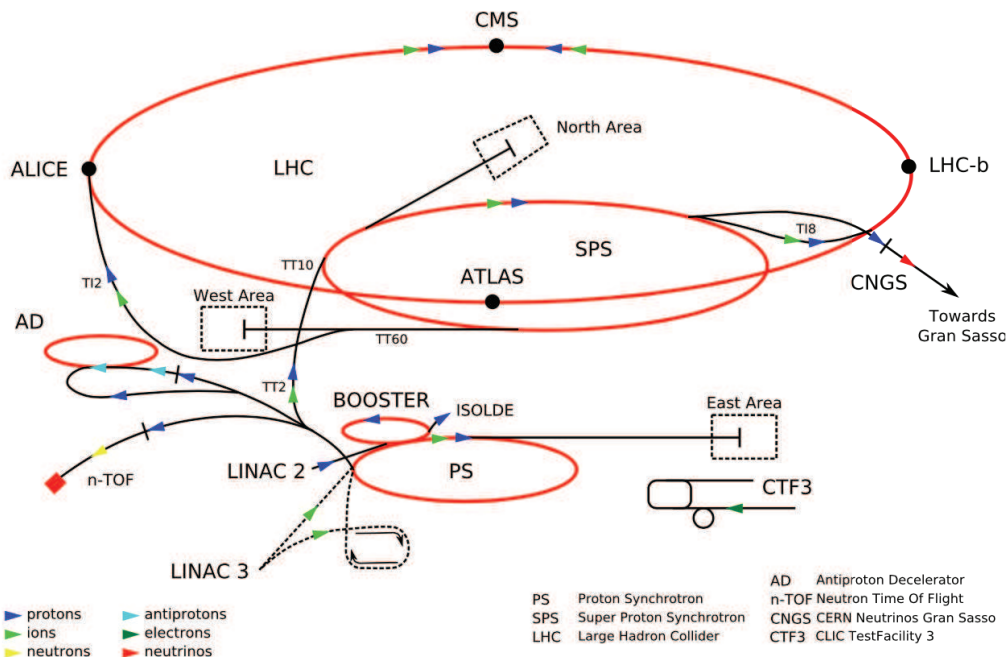 CMS
North Area
ALICE
LHC
LHC-b
TI8
SPS
TT10
ATLAS
CNGS
TI2
West Area
Towards
Gran Sasso
AD
TT60
TT2
BOOSTER
ISOLDE
East Area
LINAC 2
PS
n-TOF
CTF3
LINAC 3
protons
ions
neutrons
antiprotons
electrons
neutrinos
PS Proton Synchrotron
SPS Super Proton Synchrotron
LHC Large Hadron Collider
AD Antiproton Decelerator
n-TOF Neutron Time Of Flight
CNGS CERN Neutrinos Gran Sasso
CTF3 CLIC TestFacility 3